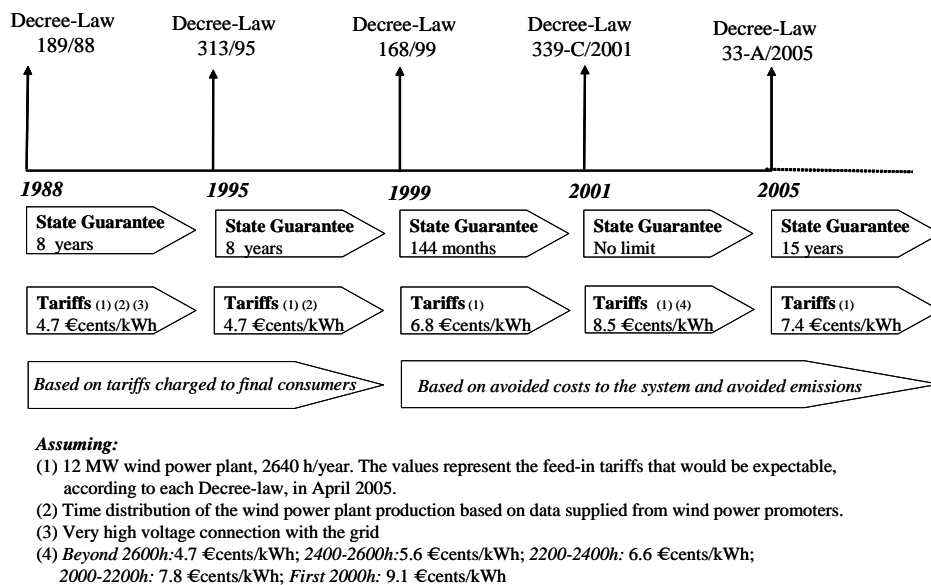 Decree-Law
189/88
Decree-Law
313/95
Decree-Law
168/99
Decree-Law
339-C/2001
Decree-Law
33-A/2005
1988
1995
1999
2001
2005
State Guarantee
8 years
State Guarantee
8 years
State Guarantee
144 months
State Guarantee
No limit
State Guarantee
15 years
Tariffs (1) (2) (3)
4.7 €cents/kWh
Tariffs (1) (2)
4.7 €cents/kWh
Tariffs (1)
6.8 €cents/kWh
Tariffs (1) (4)
8.5 €cents/kWh
Tariffs (1)
7.4 €cents/kWh
Based on tariffs charged to final consumers
Based on avoided costs to the system and avoided emissions
Assuming:
(1) 12 MW wind power plant, 2640 h/year. The values represent the feed-in tariffs that would be expectable,
according to each Decree-law, in April 2005.
(2) Time distribution of the wind power plant production based on data supplied from wind power promoters.
(3) Very high voltage connection with the grid
(4) Beyond 2600h:4.7 €cents/kWh; 2400-2600h:5.6 €cents/kWh; 2200-2400h: 6.6 €cents/kWh;
2000-2200h: 7.8 €cents/kWh; First 2000h: 9.1 €cents/kWh